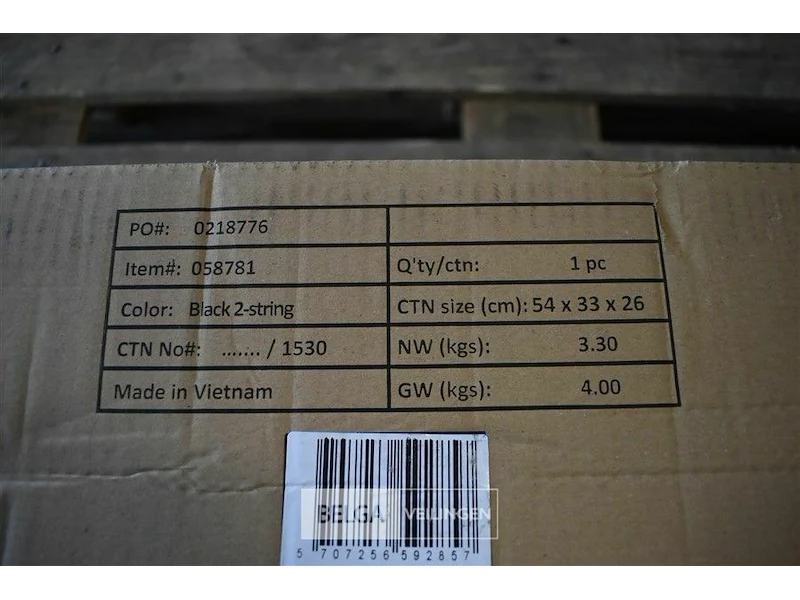 PO#: 0218776
Item#: 058781 Q'ty/ctn: 1 pc
Color: Black 2-string CTN size (cm): 54 x 33 x 26
CTN No#: ....... / 1530 NW (kgs): 3.30
Made in Vietnam GW (kgs): 4.00
BELGA VEILINGEN
5 707256 592857